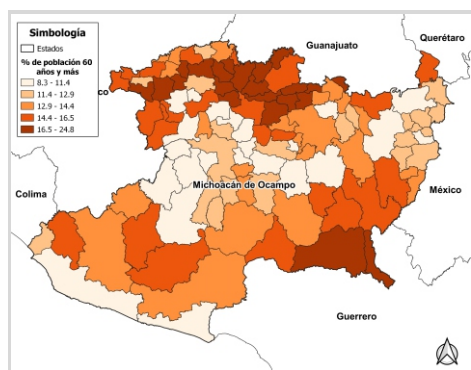 Simbología
Estados
% de población 60
años y más
8.3 - 11.4
11.4 - 12.9
12.9 - 14.4
14.4 - 16.5
16.5 - 24.8
Querétaro
Guanajuato
co
Michoacán de Ocampo
Colima
México
Guerrero